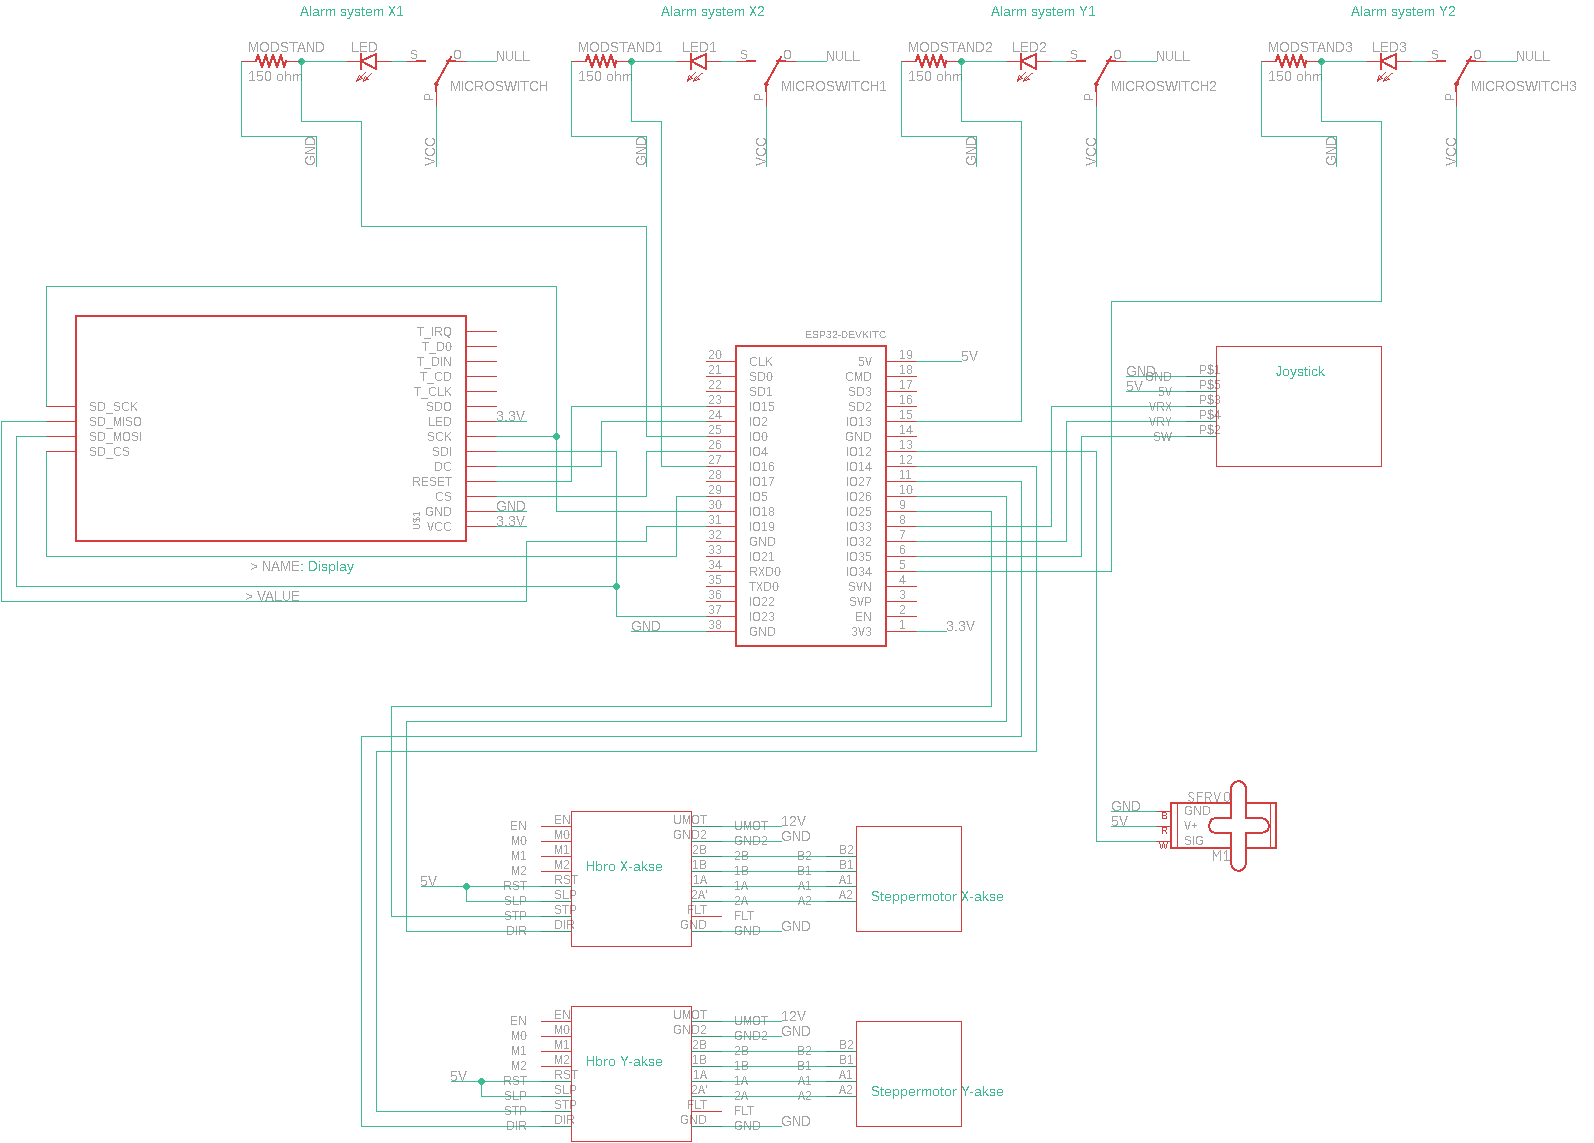 Alarm system X1
Alarm system X2
Alarm system Y1
Alarm system Y2
MODSTAND
LED
S
O
NULL
150 ohm
MICROSWITCH
P
GND
VCC
MODSTAND1
LED1
S
O
NULL
150 ohm
MICROSWITCH1
P
GND
VCC
MODSTAND2
LED2
S
O
NULL
150 ohm
MICROSWITCH2
P
GND
VCC
MODSTAND3
LED3
S
O
NULL
150 ohm
MICROSWITCH3
P
GND
VCC
T_IRQ
T_D0
T_DIN
T_CD
T_CLK
SDO
LED
3.3V
SCK
SDI
DC
RESET
CS
GND
GND
VCC
3.3V
SD_SCK
SD_MISO
SD_MOSI
SD_CS
U$1
> NAME: Display
> VALUE
ESP32-DEVKITC
20 CLK
21 SD0
22 SD1
23 IO15
24 IO2
25 IO0
26 IO4
27 IO16
28 IO17
29 IO5
30 IO18
31 IO19
32 GND
33 IO21
34 RXD0
35 TXD0
36 IO22
37 IO23
GND 38 GND
5V 19 5V
CMD 18
SD3 17
SD2 16
IO13 15
GND 14
IO12 13
IO14 12
IO27 11
IO26 10
IO25 9
IO33 8
IO32 7
IO35 6
IO34 5
SVN 4
SVP 3
EN 2
3V3 1 3.3V
Joystick
GND GND P$1
5V 5V P$5
VRX P$3
VRY P$4
SW P$2
SERVO
GND B GND
5V R V+
W SIG
M1
Hbro X-akse
EN EN
M0 M0
M1 M1
M2 M2
5V RST RST
SLP SLP
STP STP
DIR DIR
UMOT UMOT 12V
GND2 GND2 GND
2B 2B B2 B2
1B 1B B1 B1
1A 1A A1 A1
2A' 2A A2 A2
FLT FLT
GND GND GND
Steppermotor X-akse
Hbro Y-akse
EN EN
M0 M0
M1 M1
M2 M2
5V RST RST
SLP SLP
STP STP
DIR DIR
UMOT UMOT 12V
GND2 GND2 GND
2B 2B B2 B2
1B 1B B1 B1
1A 1A A1 A1
2A' 2A A2 A2
FLT FLT
GND GND GND
Steppermotor Y-akse